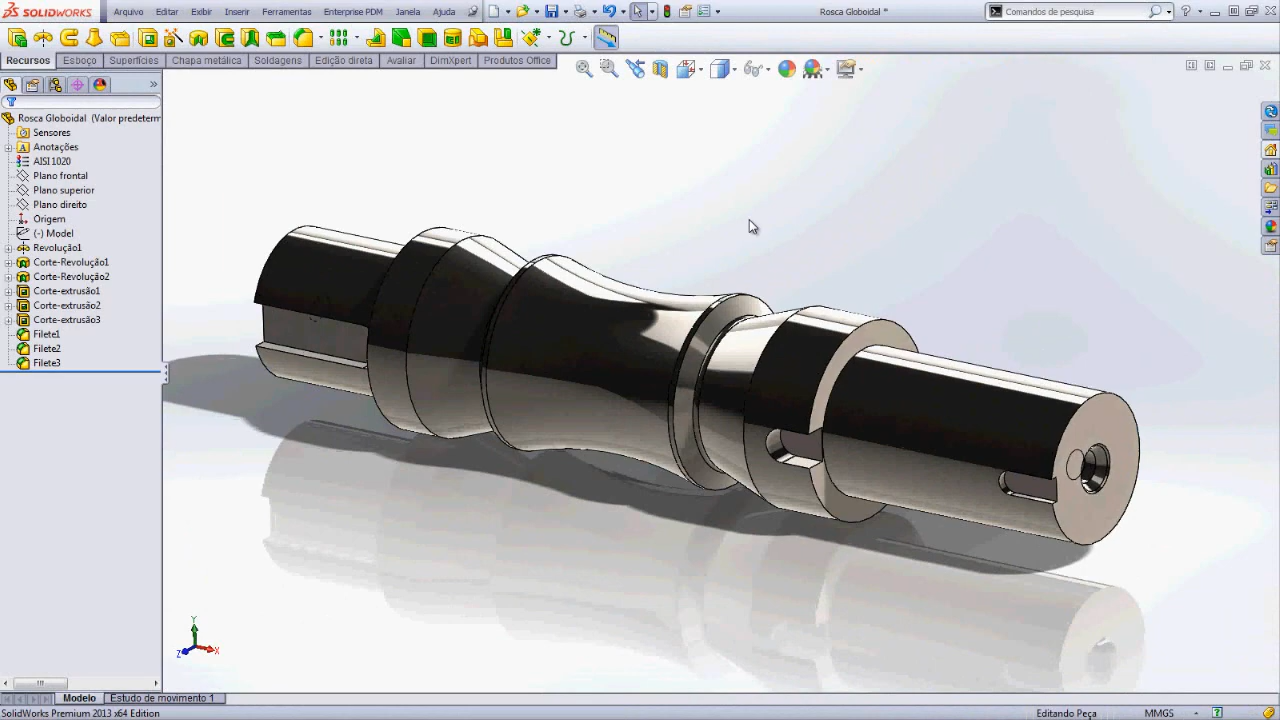 SOLIDWORKS Arquivo Editar Exibir Inserir Ferramentas Enterprise PDM Janela Ajuda Rosca Globoidal * Comandos de pesquisa
Recursos Esboço Superfícies Chapa metálica Soldagens Edição direta Avaliar DimXpert Produtos Office
Rosca Globoidal (Valor predeterm
Sensores
Anotações
AISI 1020
Plano frontal
Plano superior
Plano direito
Origem
(-) Model
Revolução1
Corte-Revolução1
Corte-Revolução2
Corte-extrusão1
Corte-extrusão2
Corte-extrusão3
Filete1
Filete2
Filete3
Y
Z X
Modelo Estudo de movimento 1
SolidWorks Premium 2013 x64 Edition Editando Peça MMGS